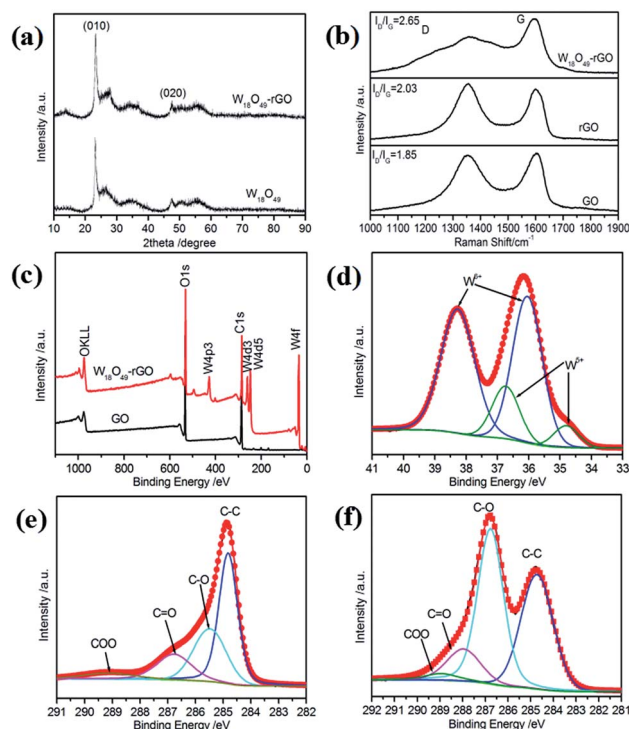 (a)
(010)
(020)
W18O49-rGO
W18O49
Intensity /a.u.
10 20 30 40 50 60 70 80 90
2theta /degree
(b)
ID/IG=2.65
D
G
W18O49-rGO
ID/IG=2.03
rGO
ID/IG=1.85
GO
Intensity /a.u.
1000 1100 1200 1300 1400 1500 1600 1700 1800 1900
Raman Shift/cm-1
(c)
OKLL
O1s
W4p3
C1s
W4d3
W4d5
W4f
W18O49-rGO
GO
Intensity /a.u.
1000 800 600 400 200 0
Binding Energy /eV
(d)
W6+
W5+
Intensity /a.u.
41 40 39 38 37 36 35 34 33
Binding Energy /eV
(e)
C-C
C-O
C=O
COO
Intensity /a.u.
291 290 289 288 287 286 285 284 283 282
Binding Energy /eV
(f)
C-O
C-C
C=O
COO
Intensity /a.u.
292 291 290 289 288 287 286 285 284 283 282 281
Binding Energy /eV